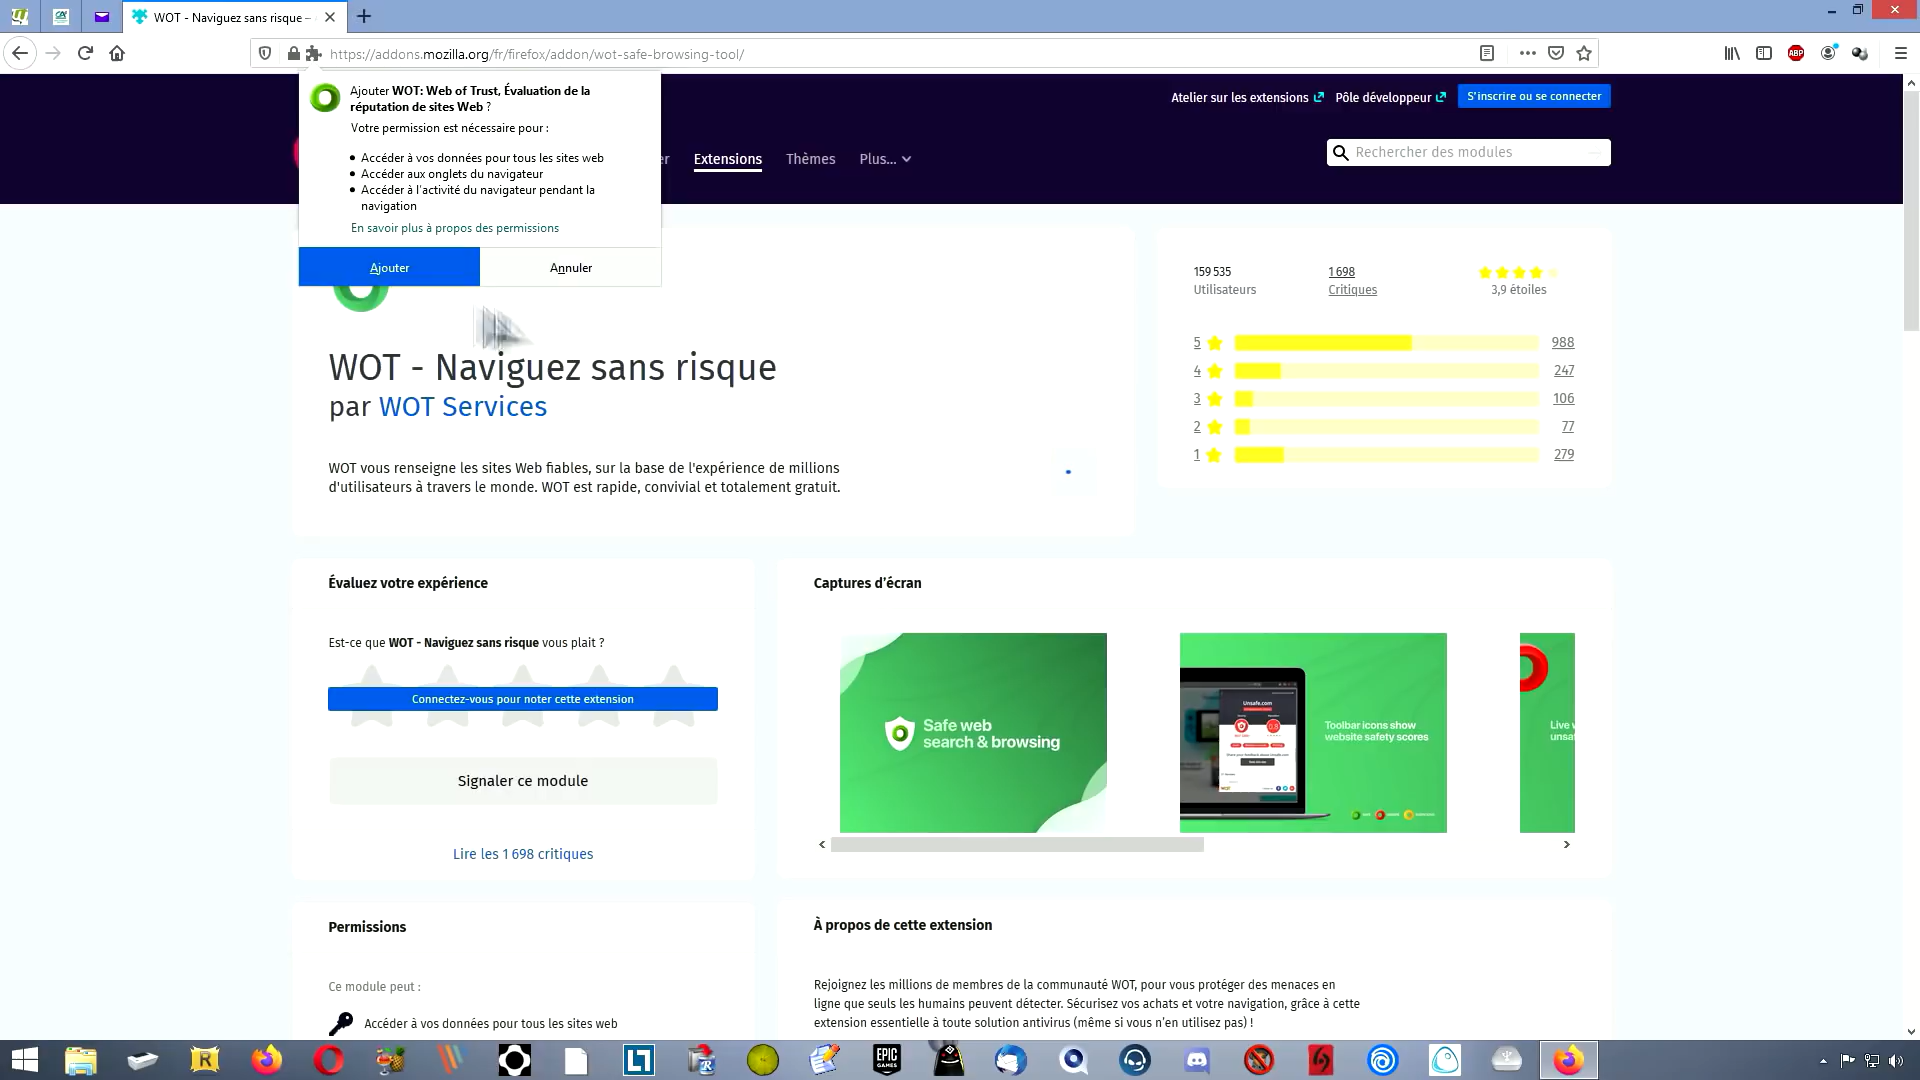 WOT - Naviguez sans risque –
https://addons.mozilla.org/fr/firefox/addon/wot-safe-browsing-tool/
ABP
Ajouter WOT: Web of Trust, Évaluation de la
réputation de sites Web ?
Votre permission est nécessaire pour :
Accéder à vos données pour tous les sites web
Accéder aux onglets du navigateur
Accéder à l'activité du navigateur pendant la
navigation
En savoir plus à propos des permissions
Ajouter
Annuler
Atelier sur les extensions
Pôle développeur
S'inscrire ou se connecter
er
Extensions
Thèmes
Plus...
Rechercher des modules
WOT - Naviguez sans risque
par WOT Services
WOT vous renseigne les sites Web fiables, sur la base de l'expérience de millions
d'utilisateurs à travers le monde. WOT est rapide, convivial et totalement gratuit.
159 535
Utilisateurs
1 698
Critiques
3,9 étoiles
5 988
4 247
3 106
2 77
1 279
Évaluez votre expérience
Est-ce que WOT - Naviguez sans risque vous plait ?
Connectez-vous pour noter cette extension
Signaler ce module
Lire les 1 698 critiques
Captures d'écran
Safe web
search & browsing
Unsafe.com
Toolbar icons show
website safety scores
Live
unsa
Permissions
Ce module peut :
Accéder à vos données pour tous les sites web
À propos de cette extension
Rejoignez les millions de membres de la communauté WOT, pour vous protéger des menaces en
ligne que seuls les humains peuvent détecter. Sécurisez vos achats et votre navigation, grâce à cette
extension essentielle à toute solution antivirus (même si vous n'en utilisez pas) !
EPIC
GAMES